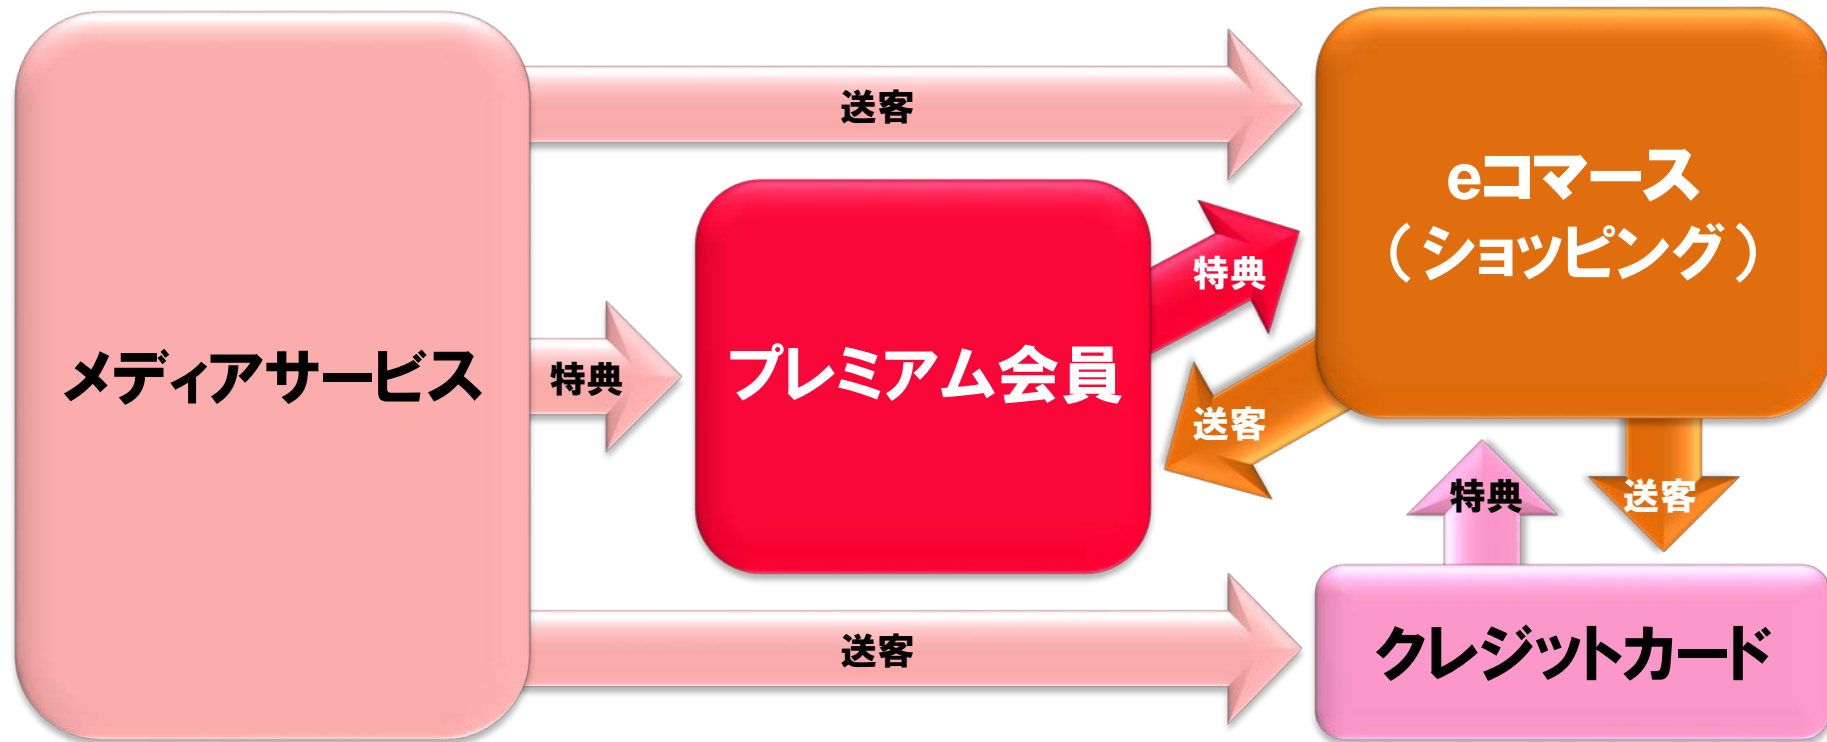 送客
eコマース
（ショッピング）
メディアサービス
特典
プレミアム会員
特典
送客
特典
送客
送客
クレジットカード